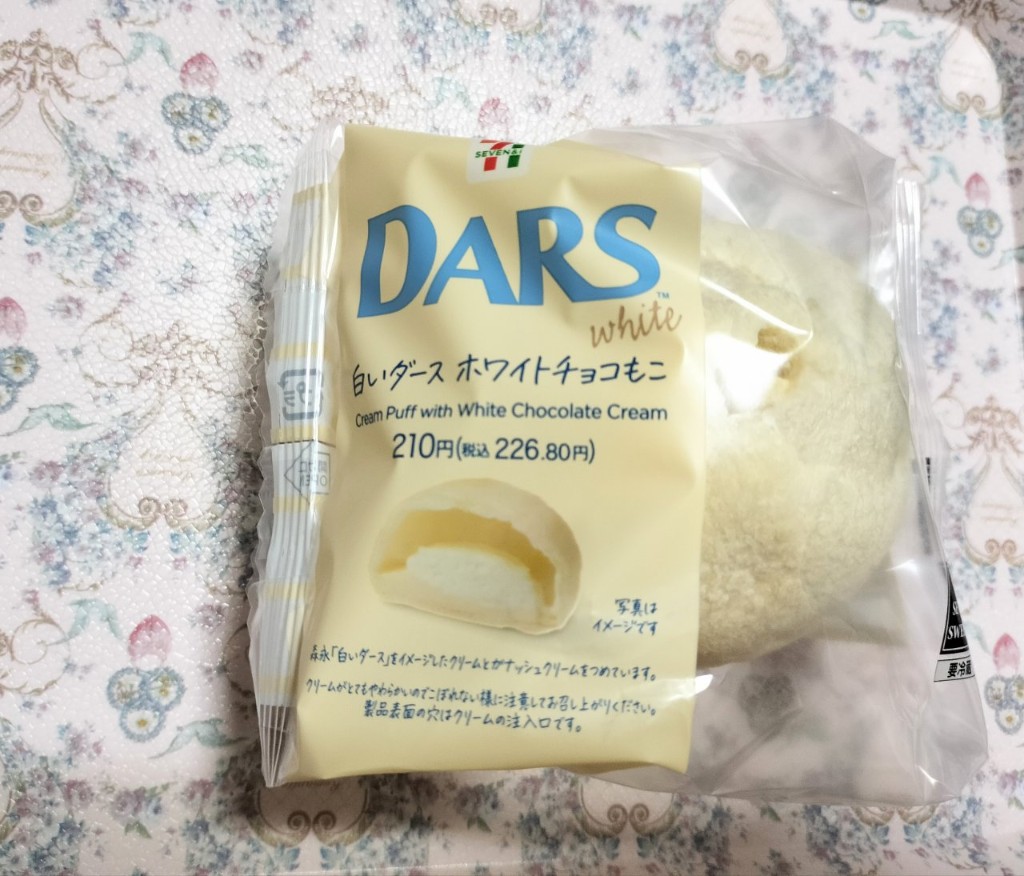 SEVEN&i
DARS
™
white
白いダース ホワイトチョコもこ
Cream Puff with White Chocolate Cream
210円(税込 226.80円)
プラ
OPEN
写真は
イメージです
森永「白いダース」をイメージしたクリームとガナッシュクリームをつめています。
クリームがとてもやわらかいのでこぼれない様に注意してお召し上がりください。
製品表面の穴はクリームの注入口です。
要冷蔵